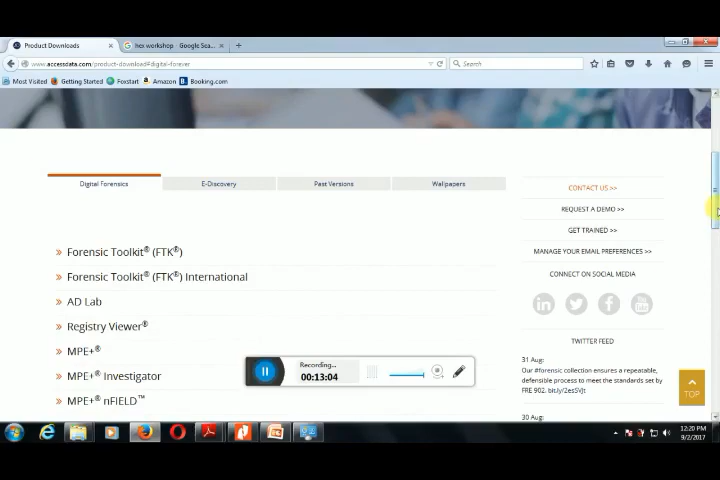 Product Downloads
hex workshop - Google Sea...
www.accessdata.com/product-download#digital-forever
Search
Most Visited
Getting Started
Foxstart
Amazon
Booking.com
Digital Forensics
E-Discovery
Past Versions
Wallpapers
CONTACT US >>
REQUEST A DEMO >>
GET TRAINED >>
MANAGE YOUR EMAIL PREFERENCES >>
CONNECT ON SOCIAL MEDIA
» Forensic Toolkit® (FTK®)
» Forensic Toolkit® (FTK®) International
» AD Lab
» Registry Viewer®
» MPE+®
» MPE+® Investigator
» MPE+® nFIELD™
Recording...
00:13:04
TWITTER FEED
31 Aug:
Our #forensic collection ensures a repeatable,
defensible process to meet the standards set by
FRE 902. bit.ly/2esSVJt
30 Aug:
TOP
12:20 PM
9/2/2017